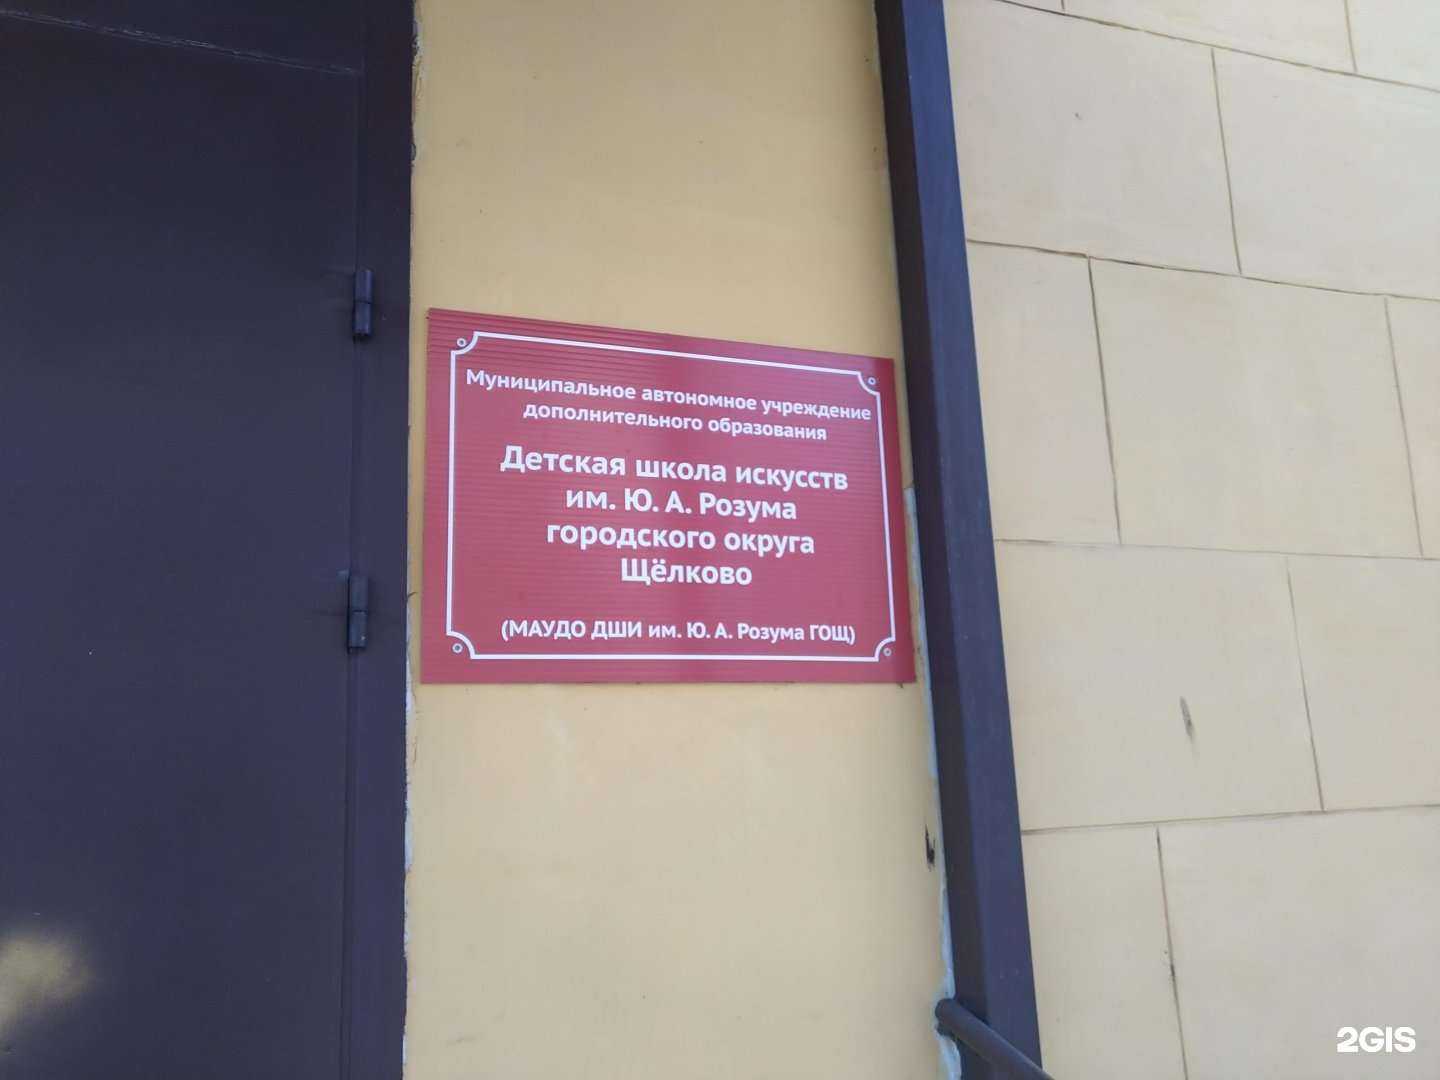 Муниципальное автономное учреждение
дополнительного образования
Детская школа искусств
им. Ю. А. Розума
городского округа
Щёлково
(МАУДО ДШИ им. Ю. А. Розума ГОЩ)
2GIS